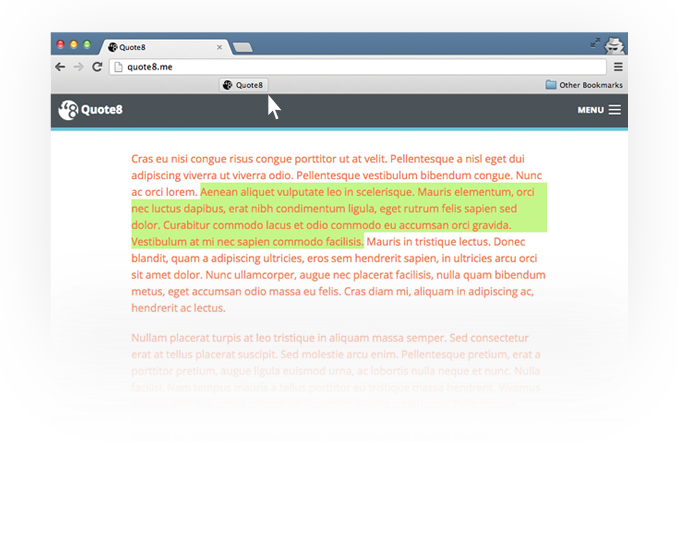 Quote8
quote8.me
Quote8
Other Bookmarks
Quote8
MENU
Cras eu nisi congue risus congue porttitor ut at velit. Pellentesque a nisl eget dui
adipiscing viverra ut viverra odio. Pellentesque vestibulum bibendum congue. Nunc
ac orci lorem. Aenean aliquet vulputate leo in scelerisque. Mauris elementum, orci
nec luctus dapibus, erat nibh condimentum ligula, eget rutrum felis sapien sed
dolor. Curabitur commodo lacus et odio commodo eu accumsan orci gravida.
Vestibulum at mi nec sapien commodo facilisis. Mauris in tristique lectus. Donec
blandit, quam a adipiscing ultricies, eros sem hendrerit sapien, in ultricies arcu orci
sit amet dolor. Nunc ullamcorper, augue nec placerat facilisis, nulla quam bibendum
metus, eget accumsan odio massa eu felis. Cras diam mi, aliquam in adipiscing ac,
hendrerit ac lectus.
Nullam placerat turpis at leo tristique in aliquam massa semper. Sed consectetur
erat at tellus placerat suscipit. Sed molestie arcu enim. Pellentesque pretium, erat a
porttitor pretium, augue ligula euismod urna, ac lobortis nulla neque et nunc. Nulla
facilisi. Nam tempus mauris a tellus porttitor eu tristique massa hendrerit. Vivamus